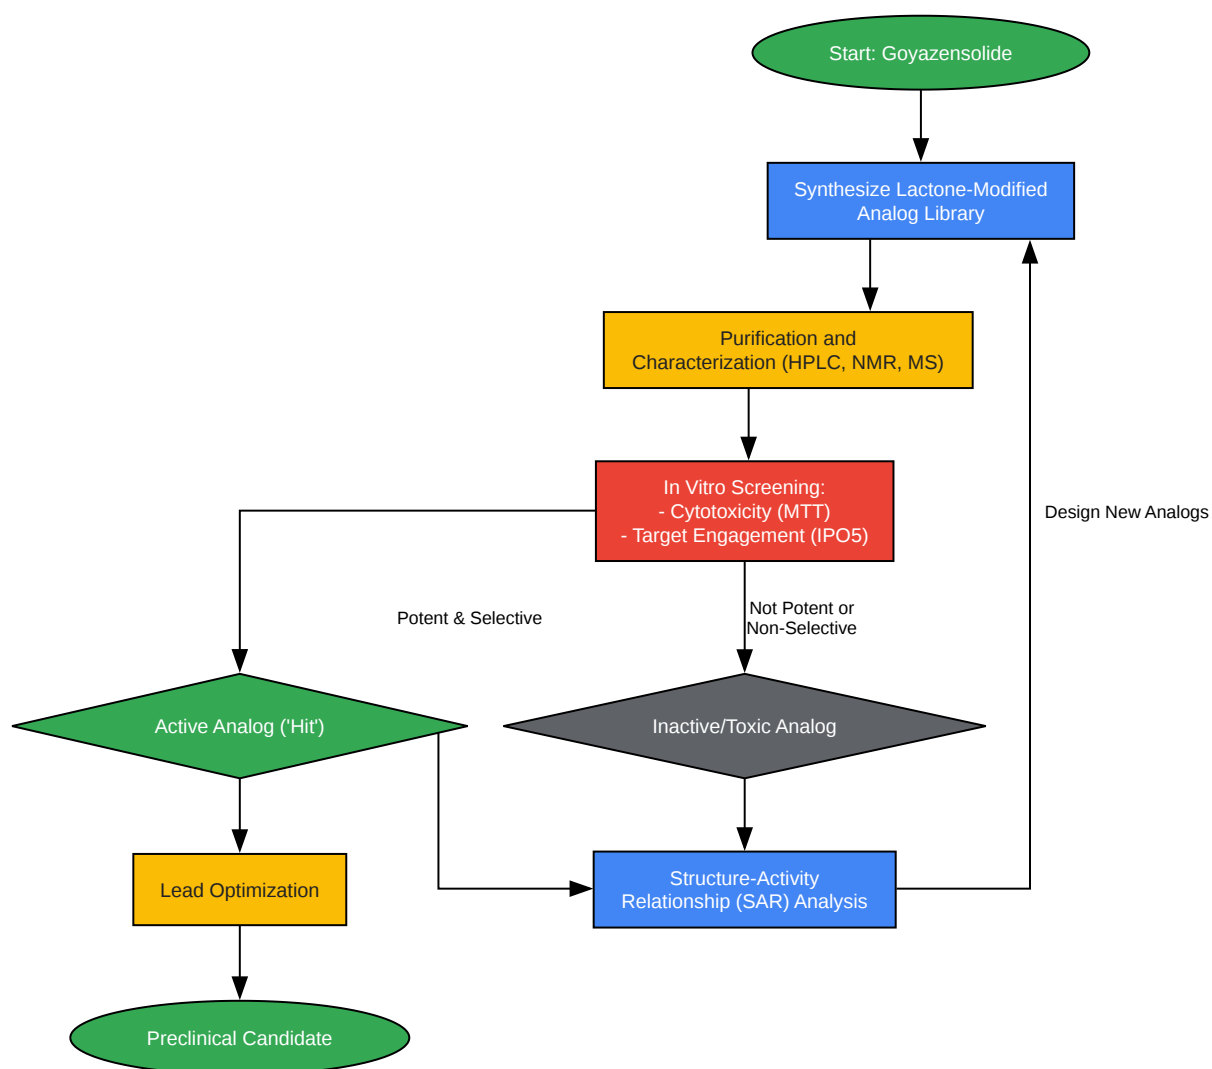 Start: Goyazensolide
Synthesize Lactone-Modified
Analog Library
Purification and
Characterization (HPLC, NMR, MS)
In Vitro Screening:
- Cytotoxicity (MTT)
- Target Engagement (IPO5)
Design New Analogs
Potent & Selective
Not Potent or
Non-Selective
Active Analog ('Hit')
Inactive/Toxic Analog
Lead Optimization
Structure-Activity
Relationship (SAR) Analysis
Preclinical Candidate